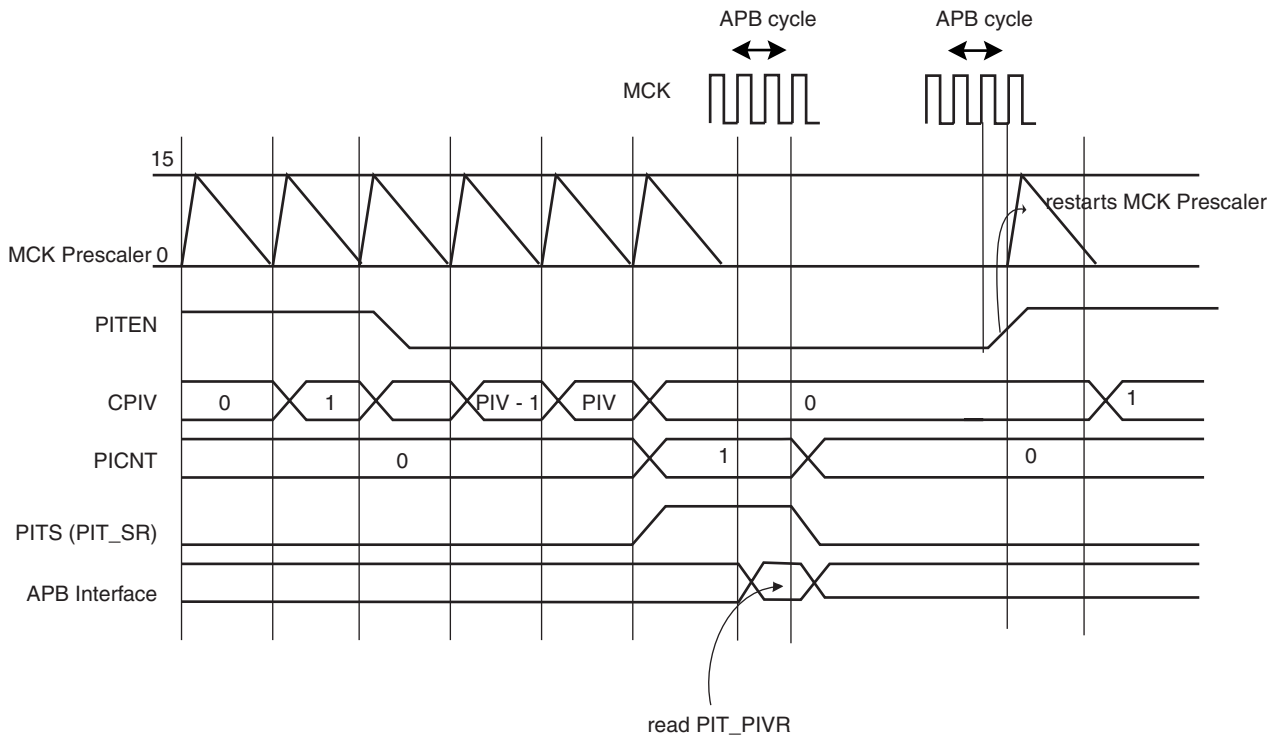 APB cycle APB cycle
MCK
15
restarts MCK Prescaler
MCK Prescaler 0
PITEN
CPIV 0 1 PIV - 1 PIV 0 1
PICNT 0 1 0
PITS (PIT_SR)
APB Interface
read PIT_PIVR